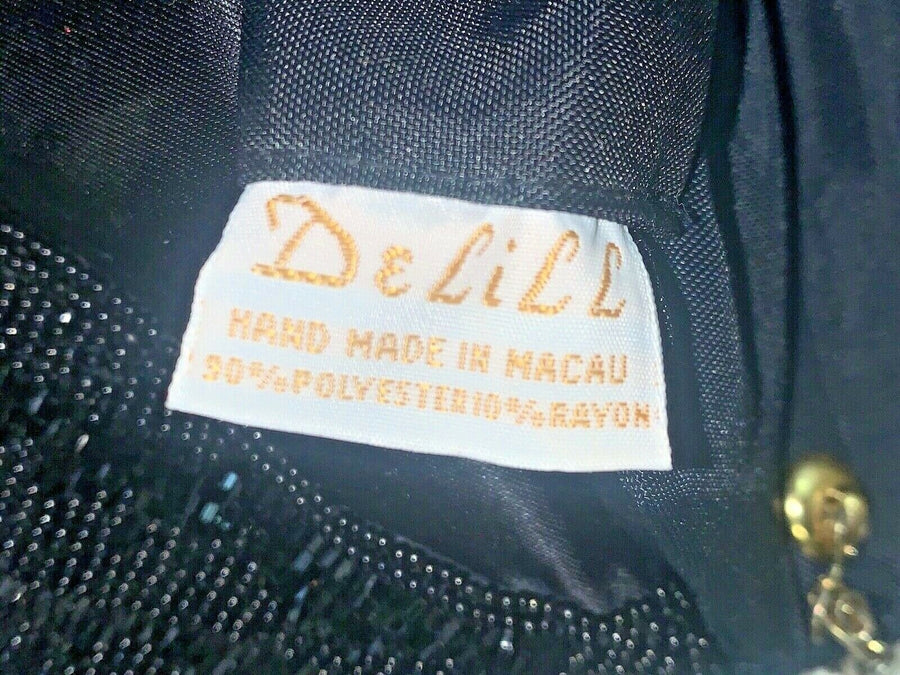 DeLiLL
HAND MADE IN MACAU
90%POLYESTER10%RAYON